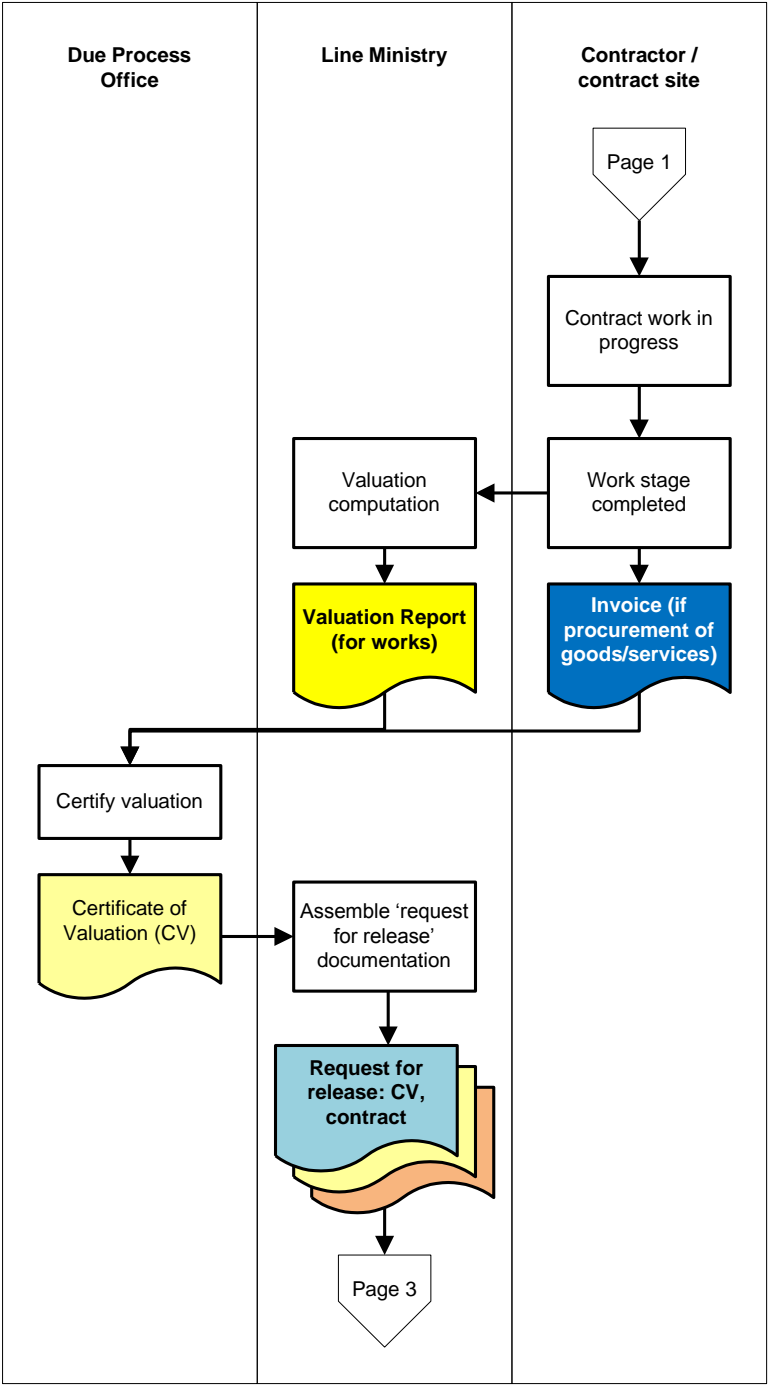 Due Process
Office
Line Ministry
Contractor /
contract site
Page 1
Contract work in
progress
Valuation
computation
Work stage
completed
Valuation Report
(for works)
Invoice (if
procurement of
goods/services)
Certify valuation
Certificate of
Valuation (CV)
Assemble ‘request
for release’
documentation
Request for
release: CV,
contract
Page 3